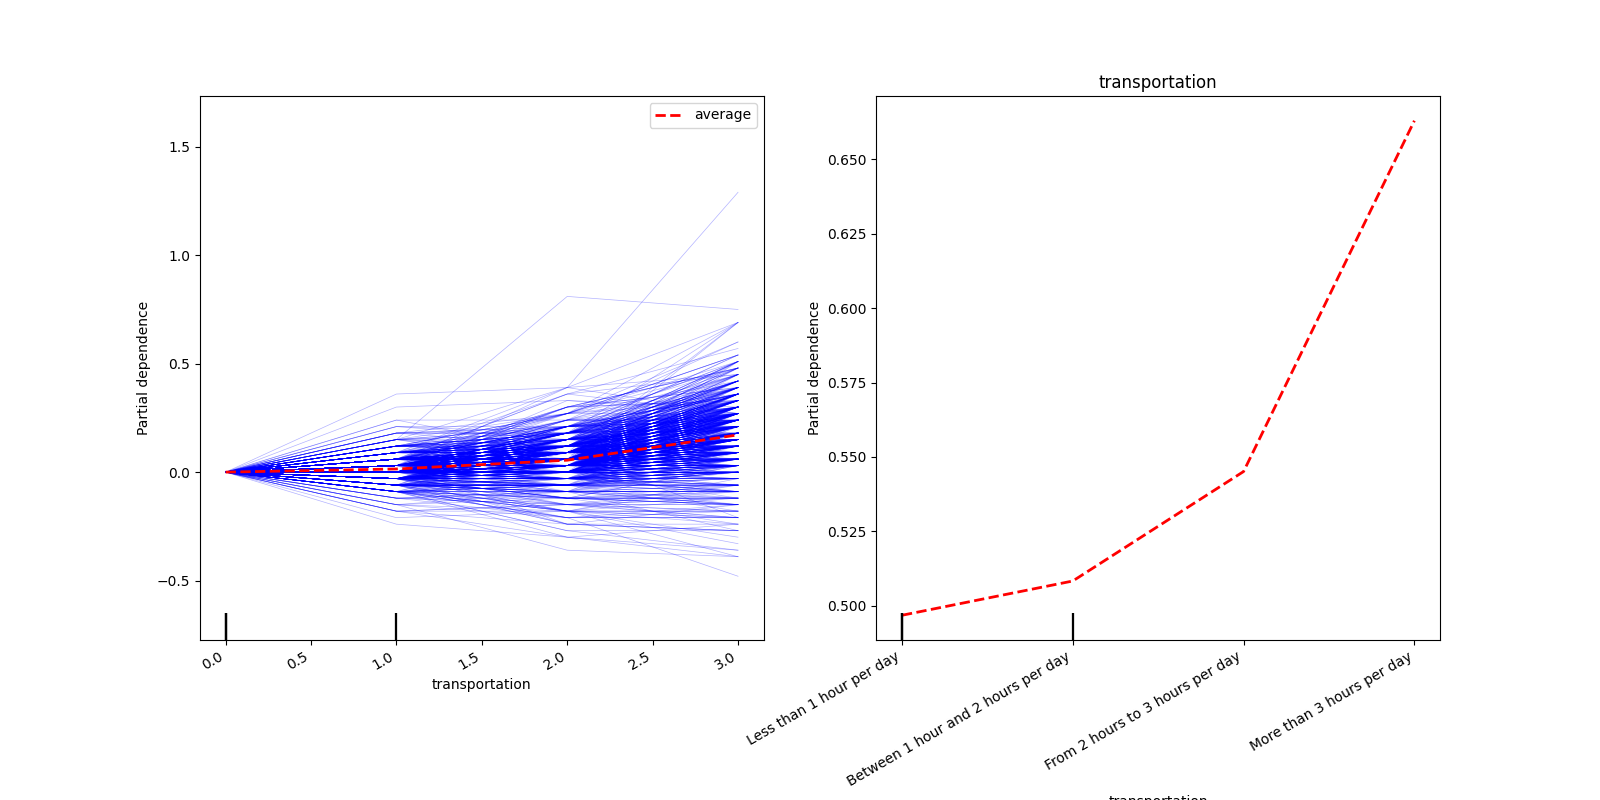 average
1.5
1.0
0.5
0.0
−0.5
Partial dependence
0.0
0.5
1.0
1.5
2.0
2.5
3.0
transportation
transportation
0.650
0.625
0.600
0.575
0.550
0.525
0.500
Partial dependence
Less than 1 hour per day
Between 1 hour and 2 hours per day
From 2 hours to 3 hours per day
More than 3 hours per day
transportation